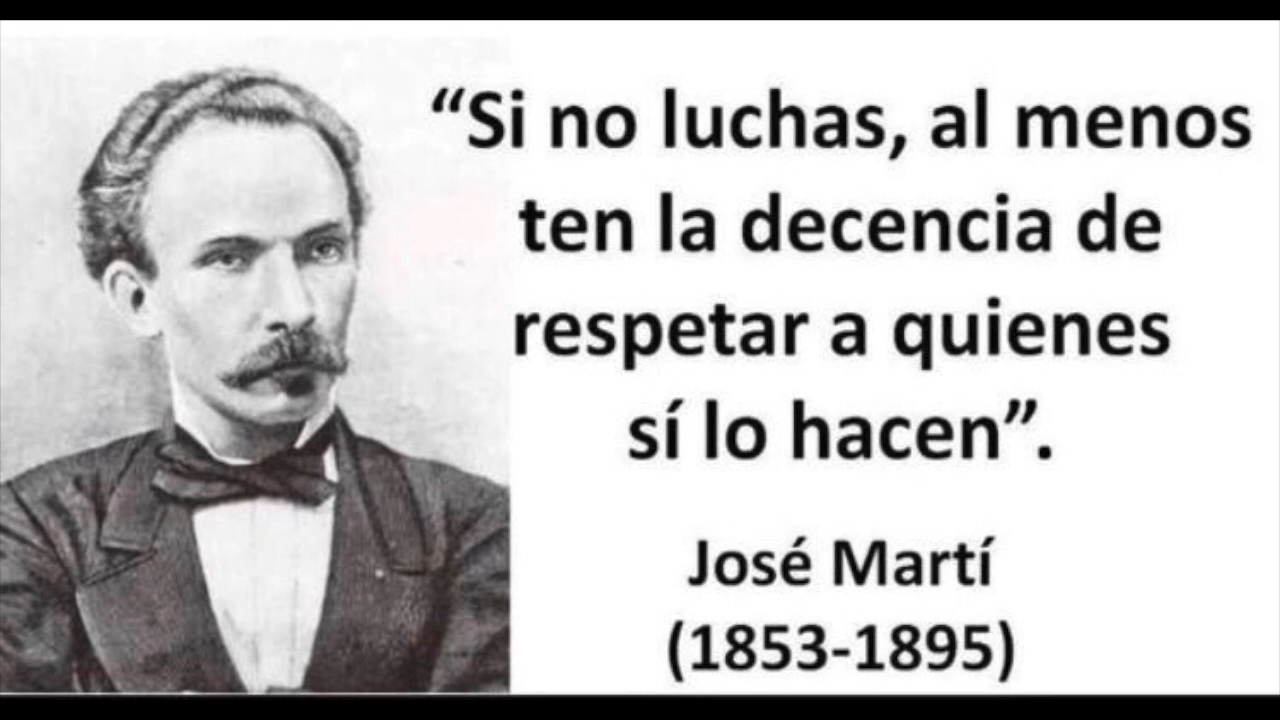 “Si no luchas, al menos
ten la decencia de
respetar a quienes
sí lo hacen”.
José Martí
(1853-1895)